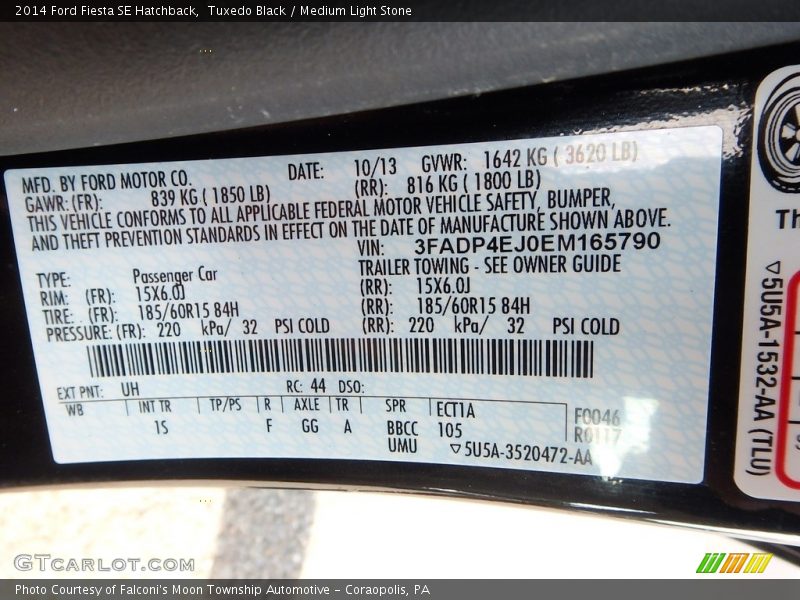 2014 Ford Fiesta SE Hatchback, Tuxedo Black / Medium Light Stone
MFD. BY FORD MOTOR CO. DATE: 10/13 GVWR: 1642 KG ( 3620 LB)
GAWR: (FR): 839 KG ( 1850 LB) (RR): 816 KG ( 1800 LB)
THIS VEHICLE CONFORMS TO ALL APPLICABLE FEDERAL MOTOR VEHICLE SAFETY, BUMPER,
AND THEFT PREVENTION STANDARDS IN EFFECT ON THE DATE OF MANUFACTURE SHOWN ABOVE.
VIN: 3FADP4EJ0EM165790
TYPE: Passenger Car TRAILER TOWING - SEE OWNER GUIDE
RIM: (FR): 15X6.0J (RR): 15X6.0J
TIRE: (FR): 185/60R15 84H (RR): 185/60R15 84H
PRESSURE: (FR): 220 kPa/ 32 PSI COLD (RR): 220 kPa/ 32 PSI COLD
EXT PNT: UH RC: 44 DSO:
WB INT TR TP/PS R AXLE TR SPR ECT1A F0046
1S F GG A BBCC 105 R0117
UMU ▽5U5A-3520472-AA
Th
▽5U5A-1532-AA (TLU)
GTCARLOT.COM
Photo Courtesy of Falconi's Moon Township Automotive - Coraopolis, PA